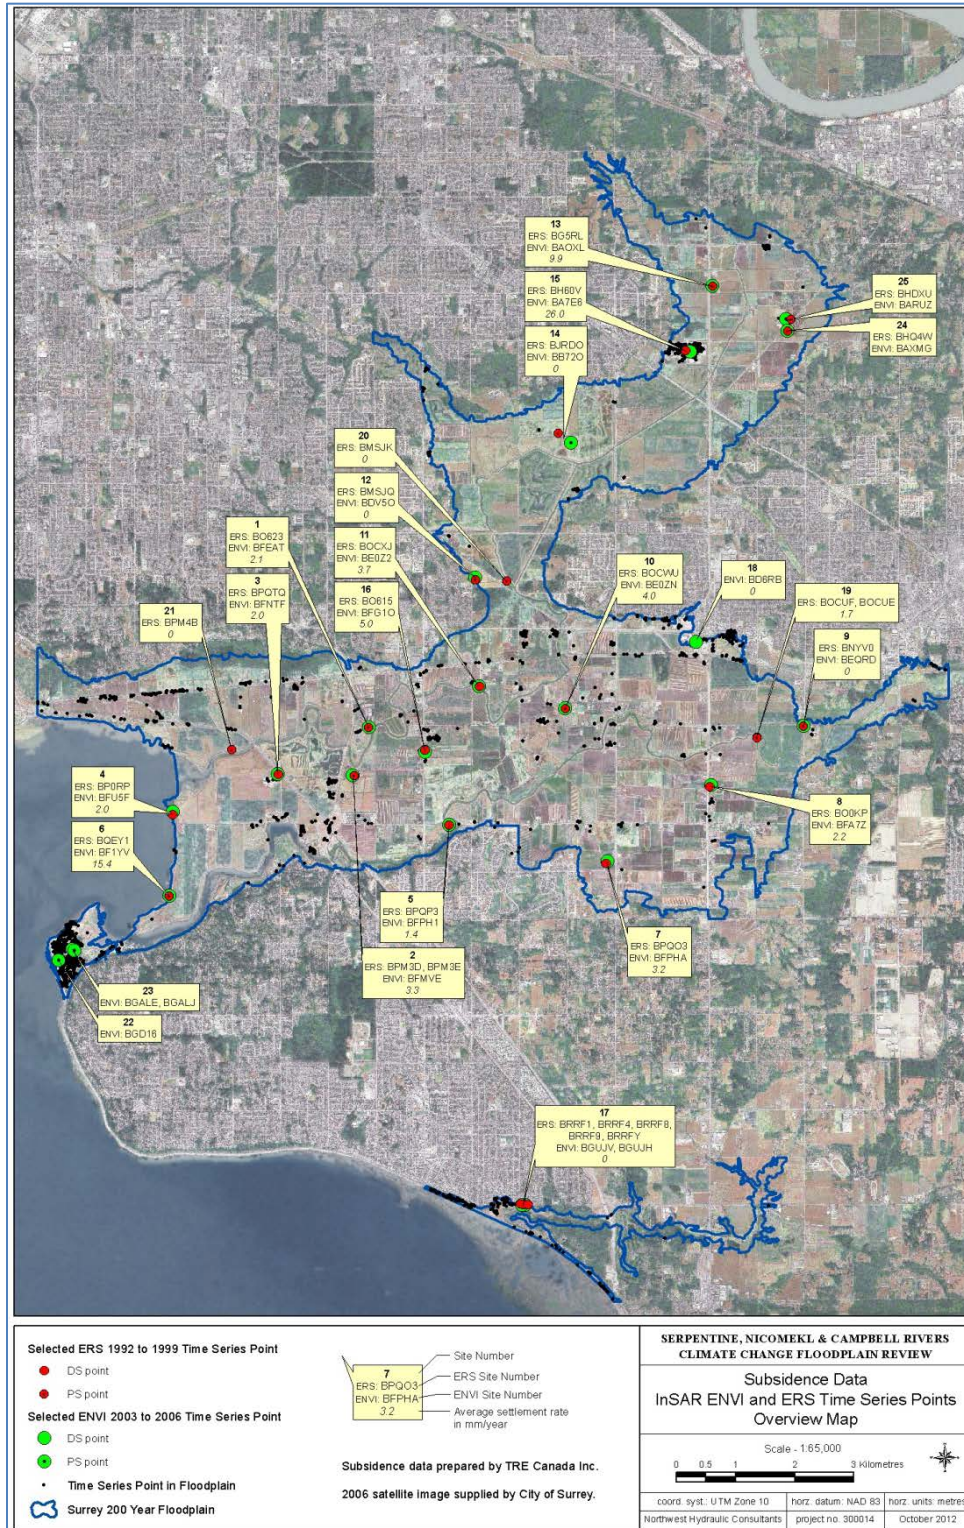 13
ERS: BG5RL
ENVI: BAOXL
9.9
15
ERS: BH60V
ENVI: BA7E6
26.0
14
ERS: BJRDO
ENVI: BB72O
0
25
ERS: BHDXU
ENVI: BARUZ
24
ERS: BHQ4W
ENVI: BAXMG
20
ERS: BMSJK
0
12
ERS: BMSJQ
ENVI: BDV5O
0
11
ERS: BOCXJ
ENVI: BE0Z2
3.7
1
ERS: BO623
ENVI: BFEAT
2.1
3
ERS: BPQTQ
ENVI: BFNTF
2.0
16
ERS: BO615
ENVI: BFG1O
5.0
21
ERS: BPM4B
0
10
ERS: BOCWU
ENVI: BE0ZN
4.0
18
ENVI: BD6RB
0
19
ERS: BOCUF, BOCUE
1.7
9
ERS: BNYV0
ENVI: BEQRD
0
4
ERS: BP0RP
ENVI: BFU5F
2.0
6
ERS: BQEY1
ENVI: BF1YV
15.4
8
ERS: BO0KP
ENVI: BFA7Z
2.2
5
ERS: BPQP3
ENVI: BFPH1
1.4
2
ERS: BPM3D, BPM3E
ENVI: BFMVE
3.3
7
ERS: BPQO3
ENVI: BFPHA
3.2
23
ENVI: BGALE, BGALJ
22
ENVI: BGD16
17
ERS: BRRF1, BRRF4, BRRF8,
BRRF9, BRRFY
ENVI: BGUJV, BGUJH
0
Selected ERS 1992 to 1999 Time Series Point
DS point
PS point
Selected ENVI 2003 to 2006 Time Series Point
DS point
PS point
Time Series Point in Floodplain
Surrey 200 Year Floodplain
7
ERS: BPQO3
ENVI: BFPHA
3.2
Site Number
ERS Site Number
ENVI Site Number
Average settlement rate
in mm/year
Subsidence data prepared by TRE Canada Inc.
2006 satellite image supplied by City of Surrey.
SERPENTINE, NICOMEKL & CAMPBELL RIVERS
CLIMATE CHANGE FLOODPLAIN REVIEW
Subsidence Data
InSAR ENVI and ERS Time Series Points
Overview Map
Scale - 1:65,000
0 0.5 1 2 3 Kilometres
coord. syst.: UTM Zone 10 horz. datum: NAD 83 horz. units: metres
Northwest Hydraulic Consultants project no. 300014 October 2012